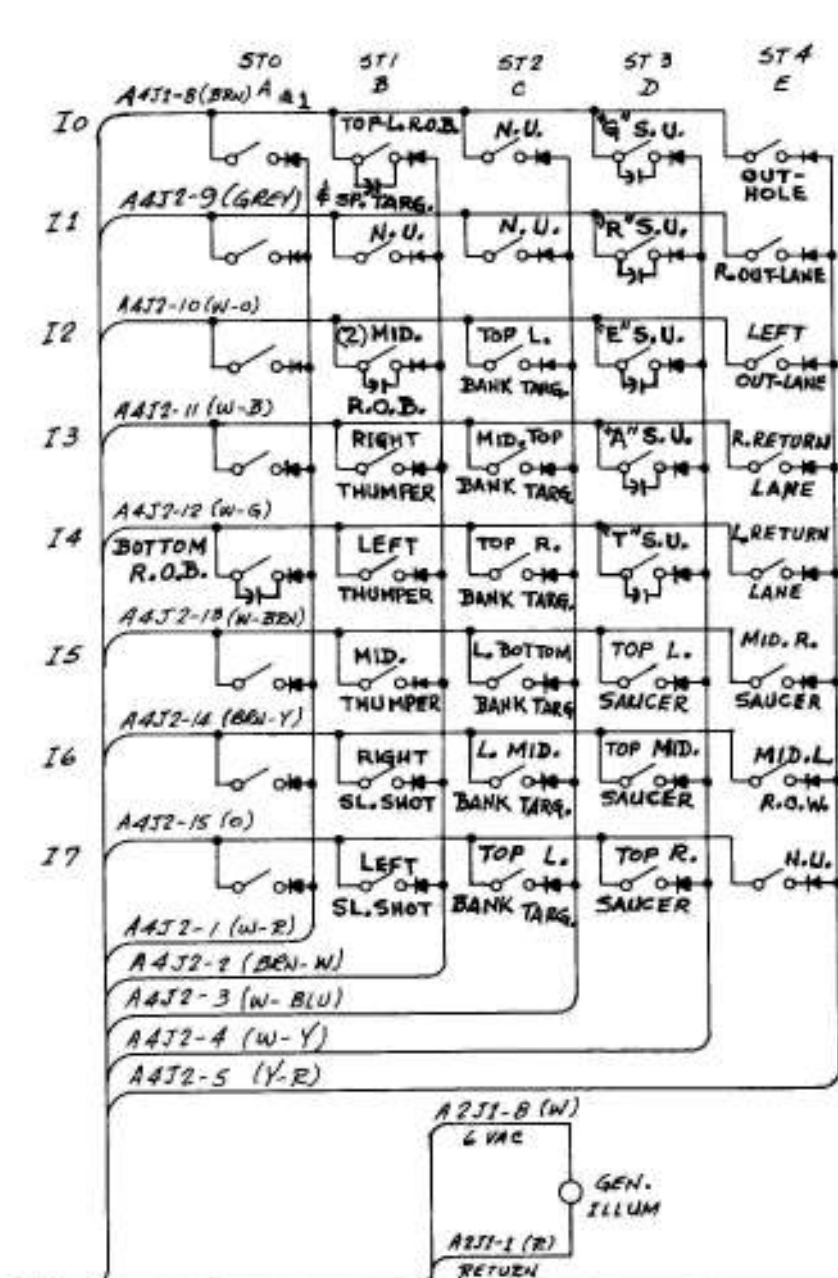 ST0 ST1 ST2 ST3 ST4
A B C D E
I0 A4J2-8 (BRN)
TOP L. R.O.B. N.U. "G" S.U.
& SP. TARG. OUT-HOLE
I1 A4J2-9 (GREY)
N.U. N.U. "R" S.U.
R. OUT-LANE
I2 A4J2-10 (W-O)
(2) MID. TOP L. "E" S.U. LEFT
R.O.B. BANK TARG. OUT-LANE
I3 A4J2-11 (W-B)
RIGHT MID. TOP "A" S.U. R. RETURN
THUMPER BANK TARG LANE
I4 A4J2-12 (W-G)
BOTTOM LEFT TOP R. "T" S.U. L. RETURN
R.O.B. THUMPER BANK TARG. LANE
I5 A4J2-13 (W-BRN)
MID. L. BOTTOM TOP L. MID. R.
THUMPER BANK TARG SAUCER SAUCER
I6 A4J2-14 (BRN-Y)
RIGHT L. MID. TOP MID. MID. L.
SL. SHOT BANK TARG. SAUCER R.O.W.
I7 A4J2-15 (O)
LEFT TOP L. TOP R. N.U.
SL. SHOT BANK TARG. SAUCER
A4J2-1 (W-R)
A4J2-2 (BRN-W)
A4J2-3 (W-BLU)
A4J2-4 (W-Y)
A4J2-5 (Y-R)
A2J1-8 (W)
6 VAC
GEN.
ILLUM
A2J1-1 (R)
RETURN